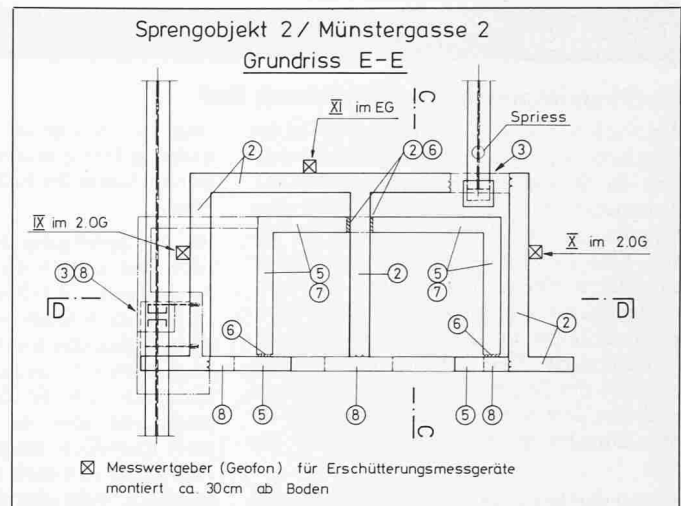 Sprengobjekt 2 / Münstergasse 2
Grundriss E-E
C
XI im EG
Spriess
2
2 6
3
IX im 2.OG
X im 2.OG
3 8
5
7
2
5
7
D
D
6
6
2
8
5
8
5
8
C
Messwertgeber (Geofon) für Erschütterungsmessgeräte
montiert ca. 30cm ab Boden